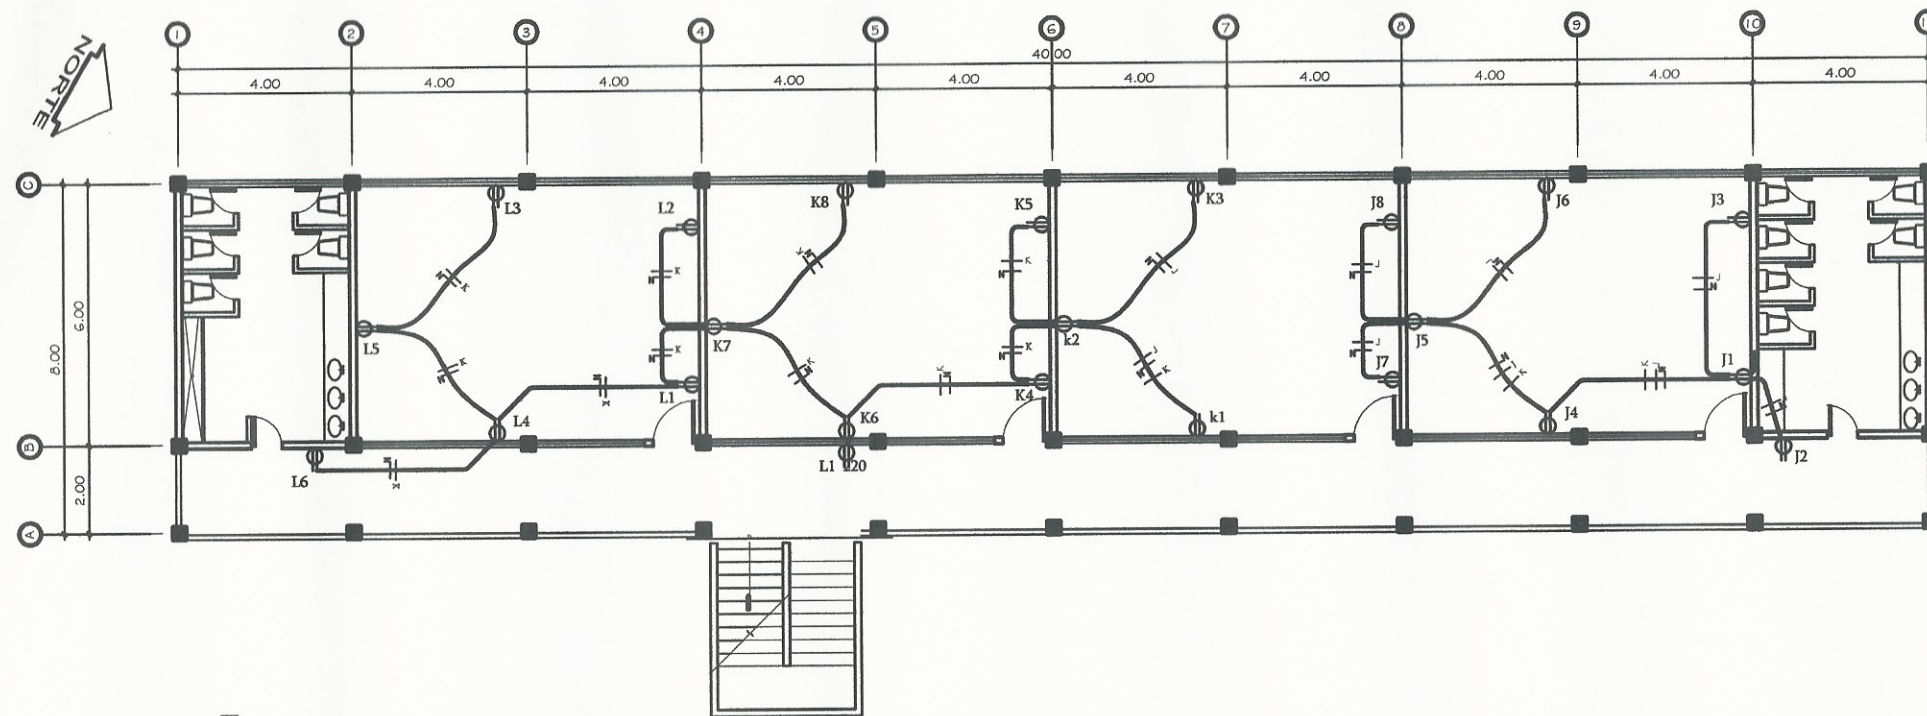 1 2 3 4 5 6 7 8 9 10
40.00
4.00 4.00 4.00 4.00 4.00 4.00 4.00 4.00 4.00 4.00
NORTE
C
L3 L2 K8 K5 K3 J8 J6 J3
K K K K J J J J
N N N N N N N N
6.00
8.00
L5 K7 k2 J5
K K K K K J J J K K J
N N N N N N N N
L1 K4 J7 J1
L4 K6 k1 J4
B
L6 L1 220 J2
K
N
2.00
A